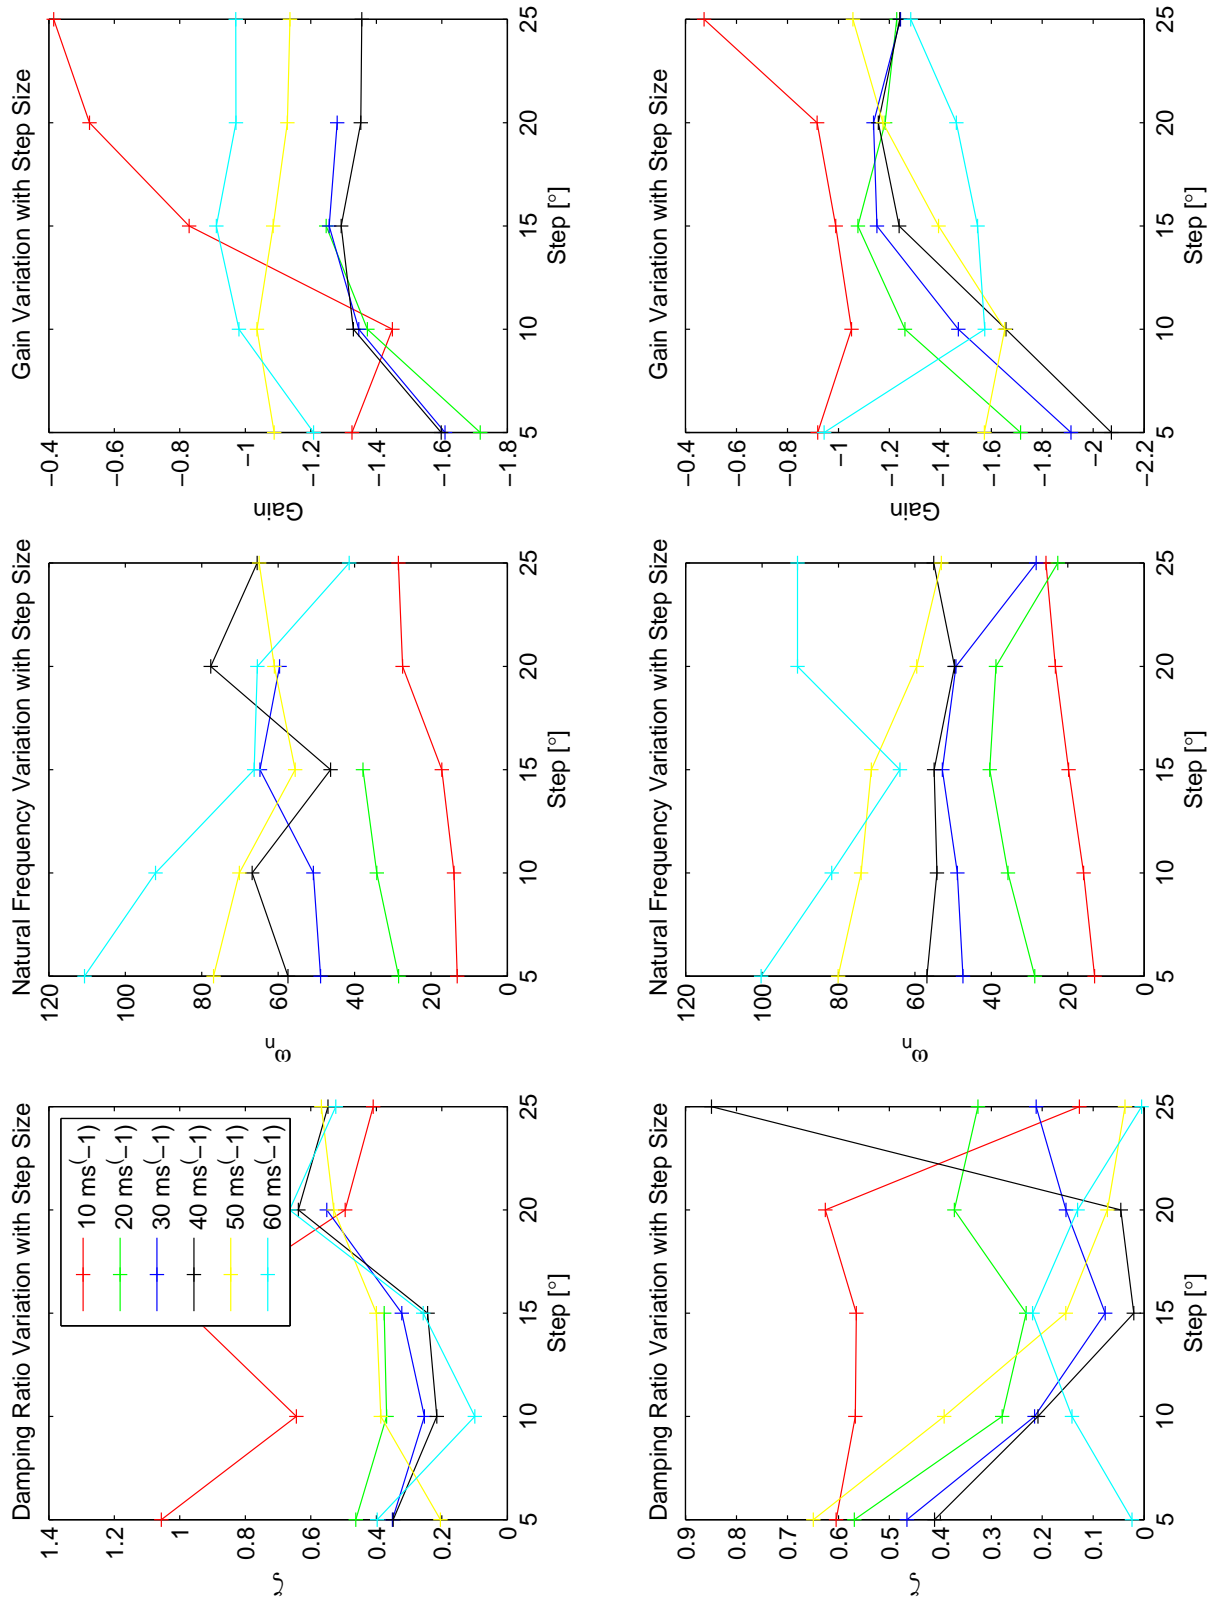 Damping Ratio Variation with Step Size
1.4
1.2
1
0.8
0.6
0.4
0.2
0
ζ
5 10 15 20 25
Step [°]
10 ms(−1)
20 ms(−1)
30 ms(−1)
40 ms(−1)
50 ms(−1)
60 ms(−1)
Natural Frequency Variation with Step Size
120
100
80
60
40
20
0
ωn
5 10 15 20 25
Step [°]
Gain Variation with Step Size
−0.4
−0.6
−0.8
−1
−1.2
−1.4
−1.6
−1.8
Gain
5 10 15 20 25
Step [°]
Damping Ratio Variation with Step Size
0.9
0.8
0.7
0.6
0.5
0.4
0.3
0.2
0.1
0
ζ
5 10 15 20 25
Step [°]
Natural Frequency Variation with Step Size
120
100
80
60
40
20
0
ωn
5 10 15 20 25
Step [°]
Gain Variation with Step Size
−0.4
−0.6
−0.8
−1
−1.2
−1.4
−1.6
−1.8
−2
−2.2
Gain
5 10 15 20 25
Step [°]